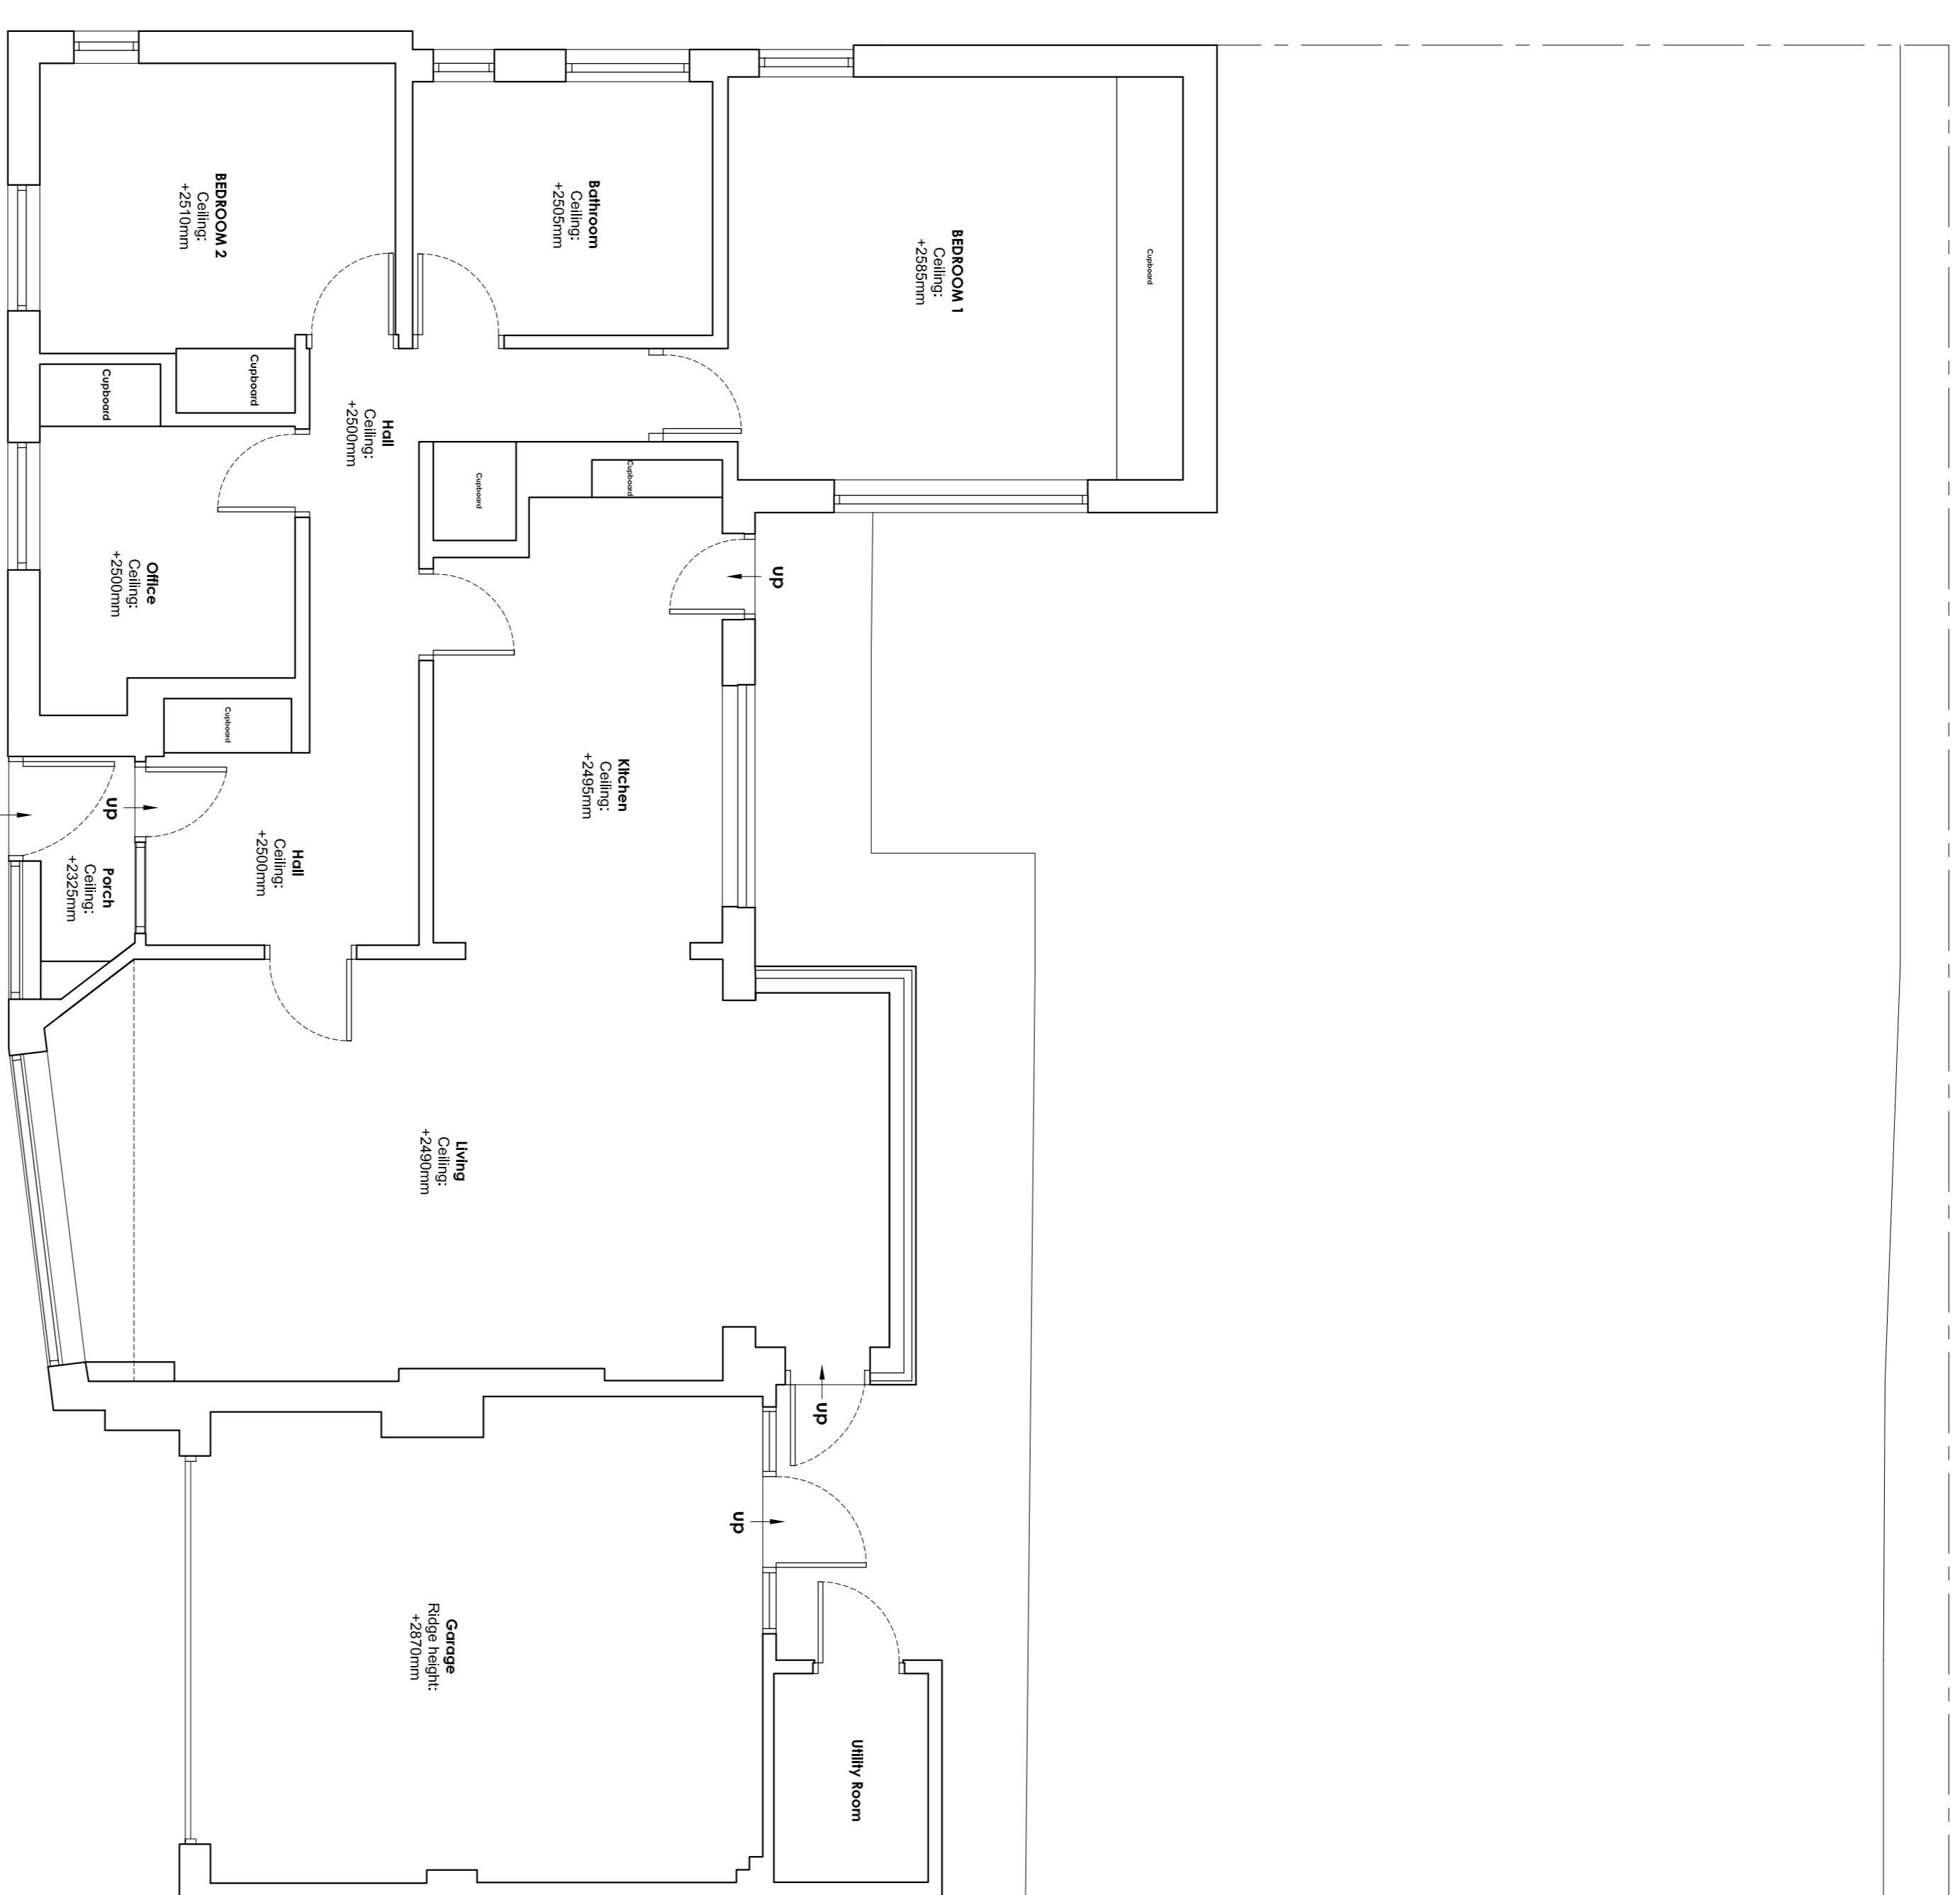 Cupboard
BEDROOM 1
Ceiling:
+2585mm
Bathroom
Ceiling:
+2505mm
BEDROOM 2
Ceiling:
+2510mm
Cupboard
Cupboard
Hall
Ceiling:
+2500mm
Cupboard
Cupboard
Office
Ceiling:
+2500mm
up
Cupboard
Kitchen
Ceiling:
+2495mm
up
Hall
Ceiling:
+2500mm
Porch
Ceiling:
+2325mm
Living
Ceiling:
+2490mm
up
up
Garage
Ridge height:
+2870mm
Utility Room